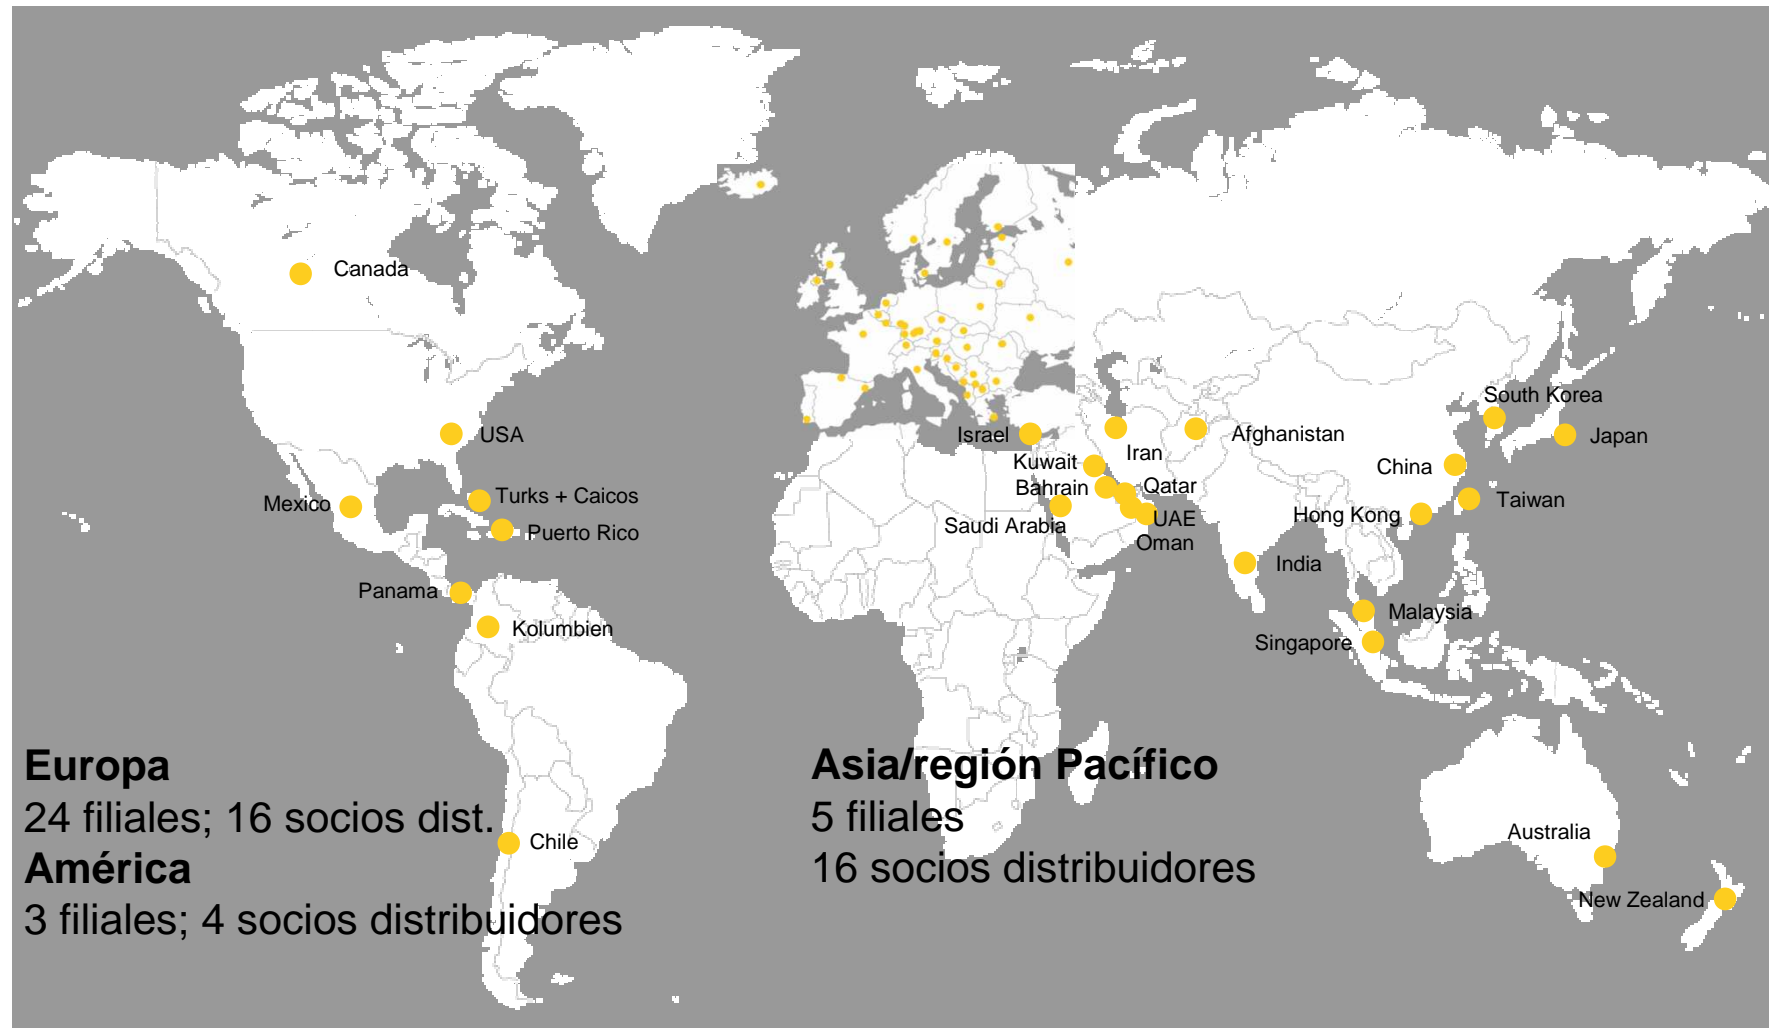 Canada
USA
Mexico
Turks + Caicos
Puerto Rico
Panama
Kolumbien
Chile
Israel
Iran
Afghanistan
Kuwait
Bahrain
Qatar
Saudi Arabia
UAE
Oman
South Korea
Japan
China
Taiwan
Hong Kong
India
Malaysia
Singapore
Australia
New Zealand
Europa
24 filiales; 16 socios dist.
América
3 filiales; 4 socios distribuidores
Asia/región Pacífico
5 filiales
16 socios distribuidores